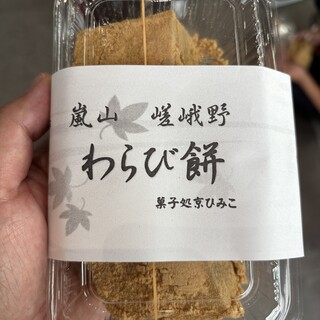 嵐山 嵯峨野
わらび餅
菓子処京ひみこ